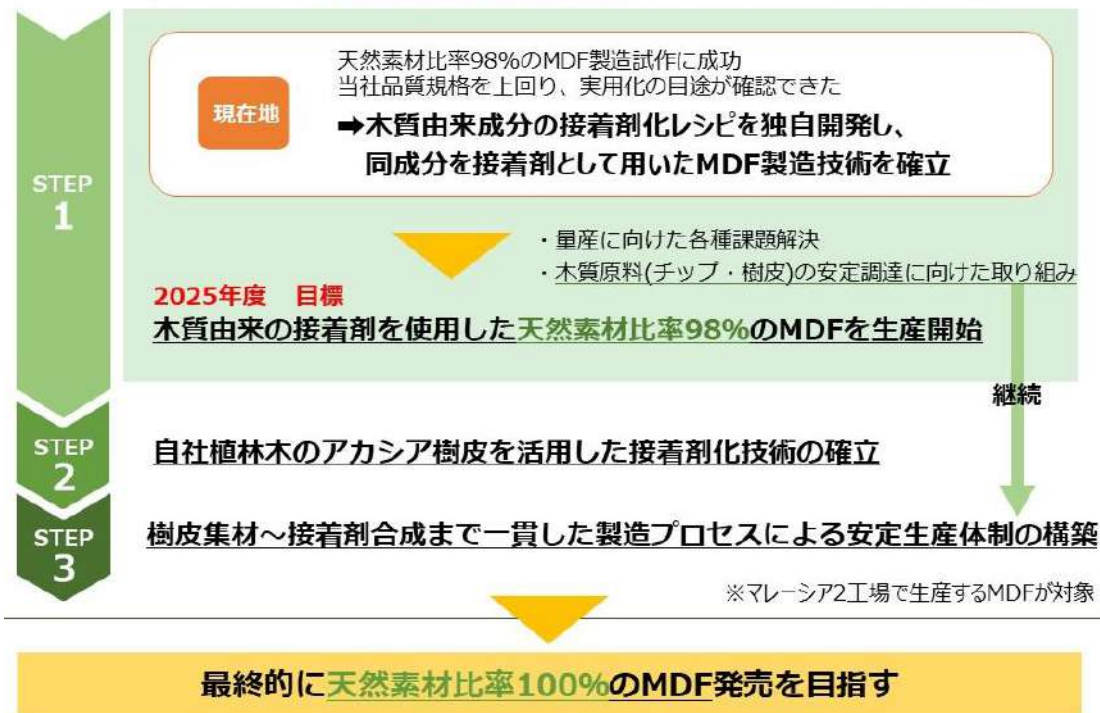 天然素材比率98%のMDF製造試作に成功
当社品質規格を上回り、実用化の目途が確認できた
現在地
➡木質由来成分の接着剤化レシピを独自開発し、
同成分を接着剤として用いたMDF製造技術を確立
STEP
1
・量産に向けた各種課題解決
・木質原料(チップ・樹皮)の安定調達に向けた取り組み
2025年度 目標
木質由来の接着剤を使用した天然素材比率98%のMDFを生産開始
継続
STEP
2
自社植林木のアカシア樹皮を活用した接着剤化技術の確立
STEP
3
樹皮集材～接着剤合成まで一貫した製造プロセスによる安定生産体制の構築
※マレーシア2工場で生産するMDFが対象
最終的に天然素材比率100%のMDF発売を目指す